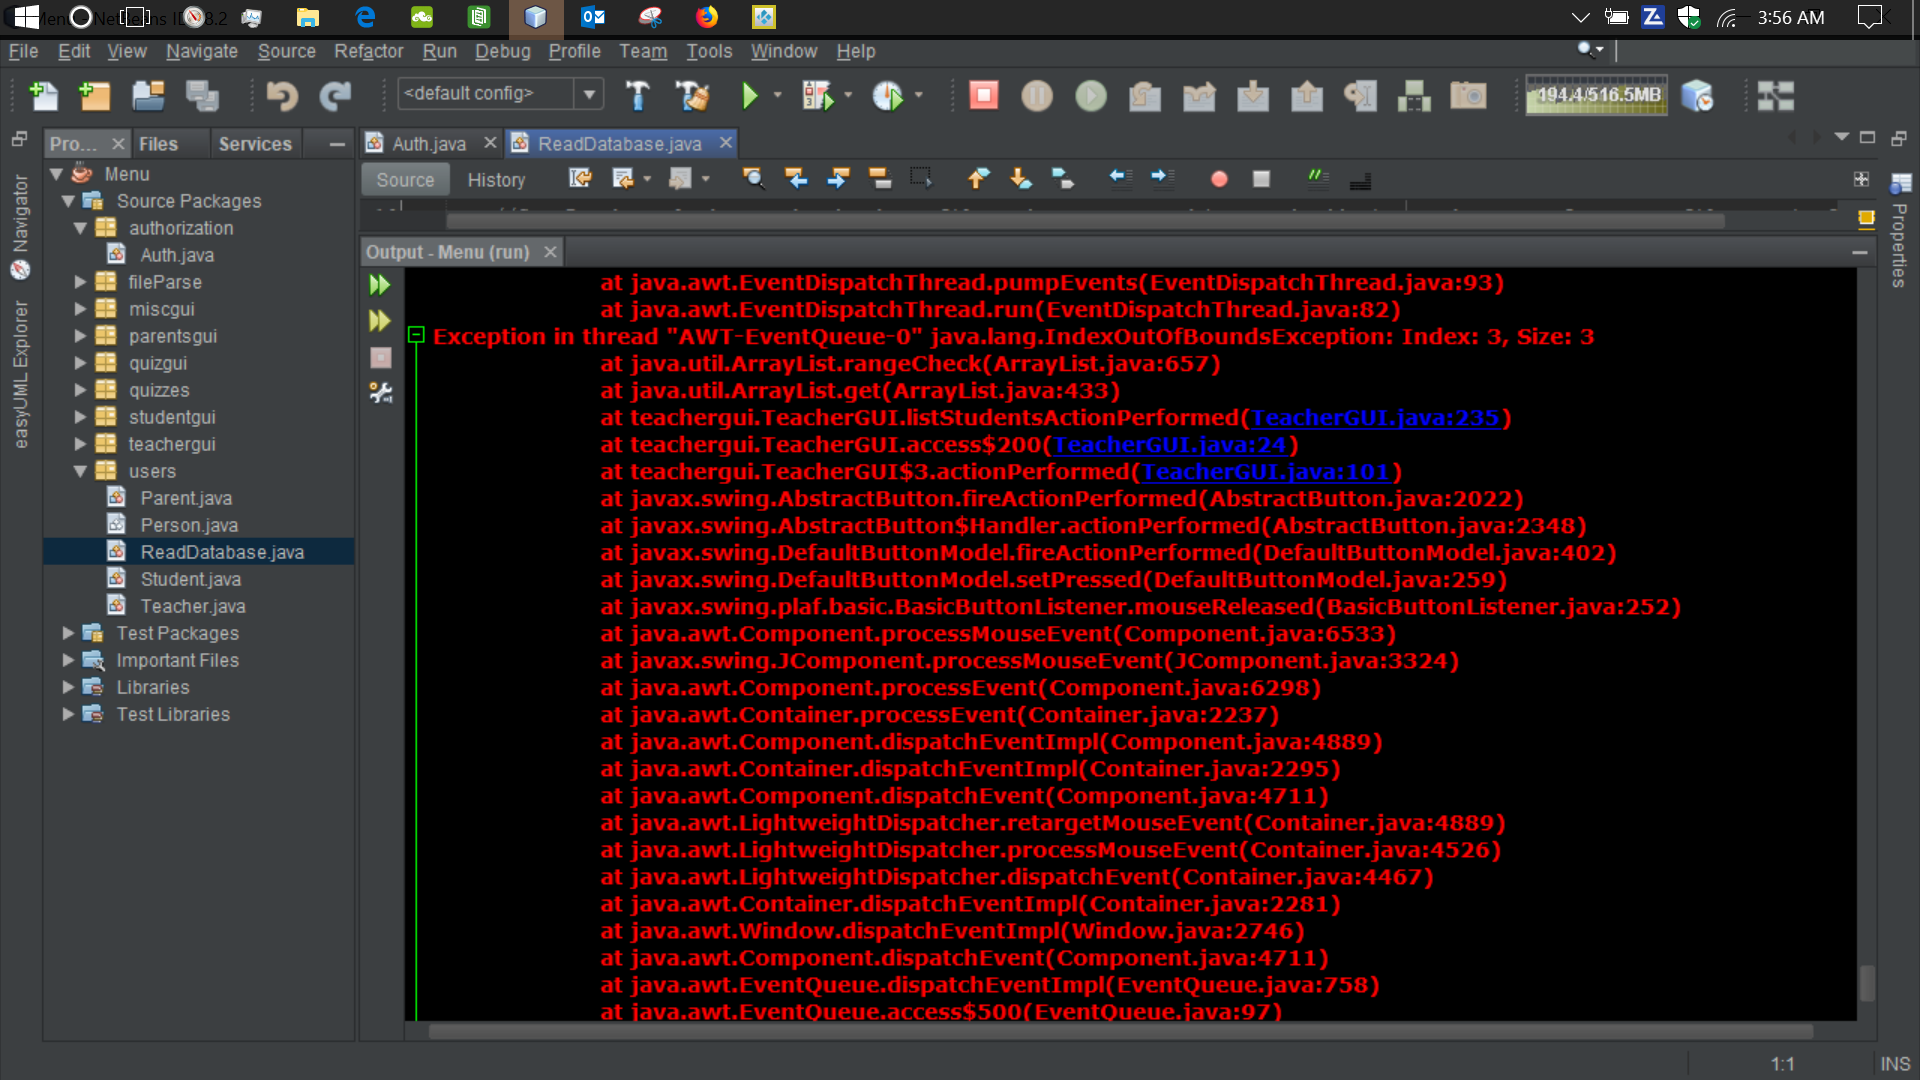 Menu - NetBeans IDE 8.2
3:56 AM
File Edit View Navigate Source Refactor Run Debug Profile Team Tools Window Help
<default config>
194.4/516.5MB
Pro... Files Services
Auth.java ReadDatabase.java
Source History
Navigator
easyUML Explorer
Properties
Menu
Source Packages
authorization
Auth.java
fileParse
miscgui
parentsgui
quizgui
quizzes
studentgui
teachergui
users
Parent.java
Person.java
ReadDatabase.java
Student.java
Teacher.java
Test Packages
Important Files
Libraries
Test Libraries
Output - Menu (run)
at java.awt.EventDispatchThread.pumpEvents(EventDispatchThread.java:93)
at java.awt.EventDispatchThread.run(EventDispatchThread.java:82)
Exception in thread "AWT-EventQueue-0" java.lang.IndexOutOfBoundsException: Index: 3, Size: 3
at java.util.ArrayList.rangeCheck(ArrayList.java:657)
at java.util.ArrayList.get(ArrayList.java:433)
at teachergui.TeacherGUI.listStudentsActionPerformed(TeacherGUI.java:235)
at teachergui.TeacherGUI.access$200(TeacherGUI.java:24)
at teachergui.TeacherGUI$3.actionPerformed(TeacherGUI.java:101)
at javax.swing.AbstractButton.fireActionPerformed(AbstractButton.java:2022)
at javax.swing.AbstractButton$Handler.actionPerformed(AbstractButton.java:2348)
at javax.swing.DefaultButtonModel.fireActionPerformed(DefaultButtonModel.java:402)
at javax.swing.DefaultButtonModel.setPressed(DefaultButtonModel.java:259)
at javax.swing.plaf.basic.BasicButtonListener.mouseReleased(BasicButtonListener.java:252)
at java.awt.Component.processMouseEvent(Component.java:6533)
at javax.swing.JComponent.processMouseEvent(JComponent.java:3324)
at java.awt.Component.processEvent(Component.java:6298)
at java.awt.Container.processEvent(Container.java:2237)
at java.awt.Component.dispatchEventImpl(Component.java:4889)
at java.awt.Container.dispatchEventImpl(Container.java:2295)
at java.awt.Component.dispatchEvent(Component.java:4711)
at java.awt.LightweightDispatcher.retargetMouseEvent(Container.java:4889)
at java.awt.LightweightDispatcher.processMouseEvent(Container.java:4526)
at java.awt.LightweightDispatcher.dispatchEvent(Container.java:4467)
at java.awt.Container.dispatchEventImpl(Container.java:2281)
at java.awt.Window.dispatchEventImpl(Window.java:2746)
at java.awt.Component.dispatchEvent(Component.java:4711)
at java.awt.EventQueue.dispatchEventImpl(EventQueue.java:758)
at java.awt.EventQueue.access$500(EventQueue.java:97)
1:1 INS